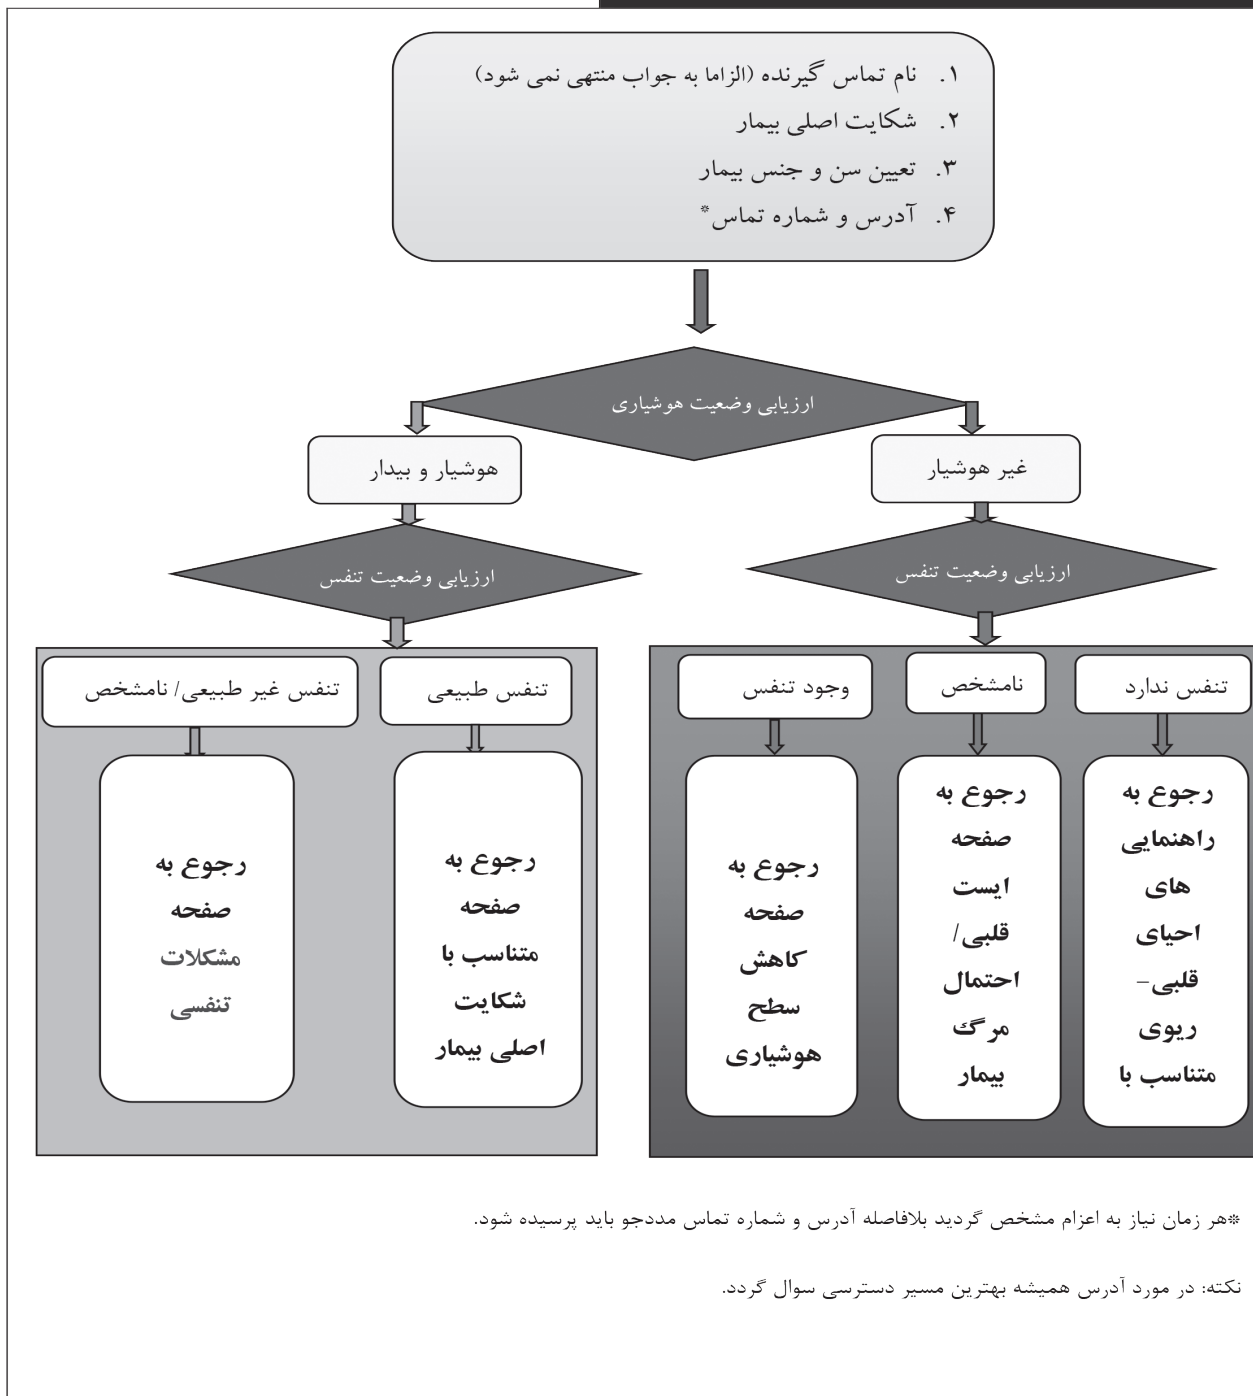 ۱. نام تماس گیرنده (الزاما به جواب منتهی نمی شود)
۲. شکایت اصلی بیمار
۳. تعیین سن و جنس بیمار
۴. آدرس و شماره تماس*
ارزیابی وضعیت هوشیاری
غیر هوشیار
هوشیار و بیدار
ارزیابی وضعیت تنفس
ارزیابی وضعیت تنفس
تنفس ندارد
نامشخص
وجود تنفس
تنفس طبیعی
تنفس غیر طبیعی/ نامشخص
رجوع به
راهنمایی
های
احیای
قلبی–
ریوی
متناسب با
رجوع به
صفحه
ایست
قلبی/
احتمال
مرگ
بیمار
رجوع به
صفحه
کاهش
سطح
هوشیاری
رجوع به
صفحه
متناسب با
شکایت
اصلی بیمار
رجوع به
صفحه
مشکلات
تنفسی
*هر زمان نیاز به اعزام مشخص گردید بلافاصله آدرس و شماره تماس مددجو باید پرسیده شود.
نکته: در مورد آدرس همیشه بهترین مسیر دسترسی سوال گردد.